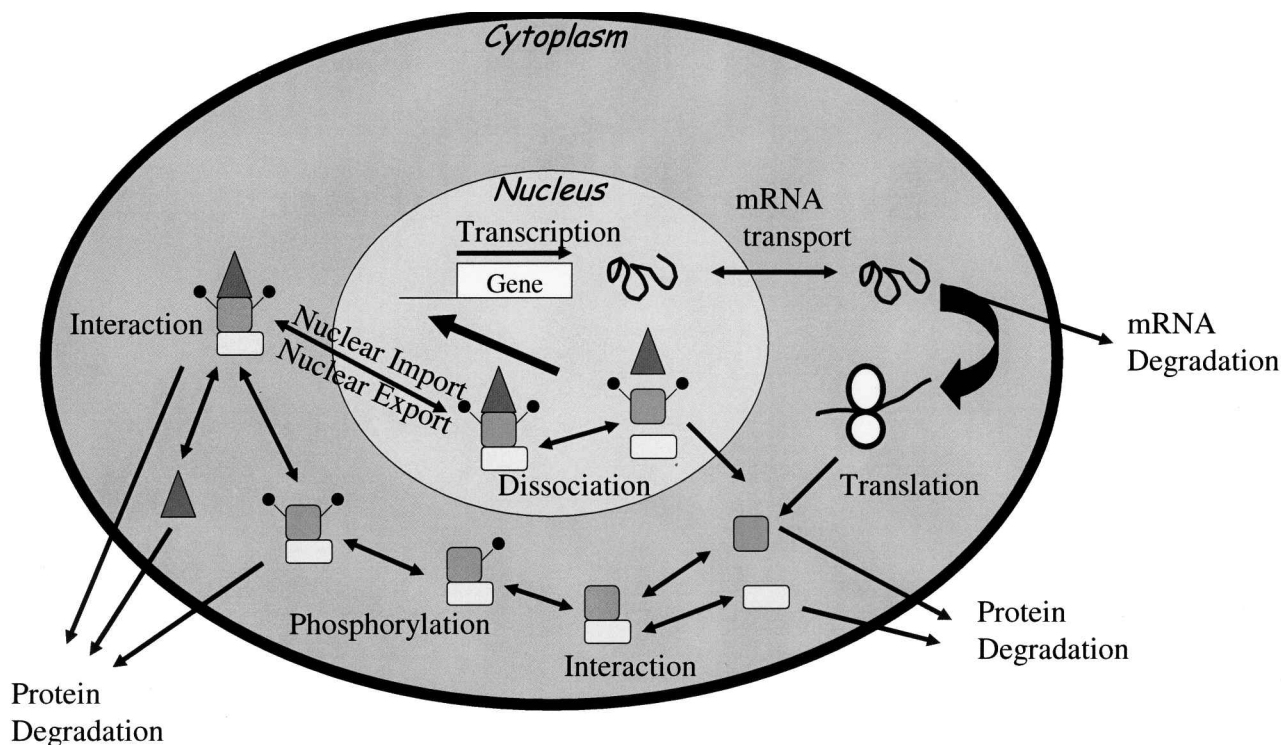 Cytoplasm
Nucleus
Transcription
Gene
mRNA
transport
mRNA
Degradation
Interaction
Nuclear Import
Nuclear Export
Dissociation
Translation
Phosphorylation
Interaction
Protein
Degradation
Protein
Degradation